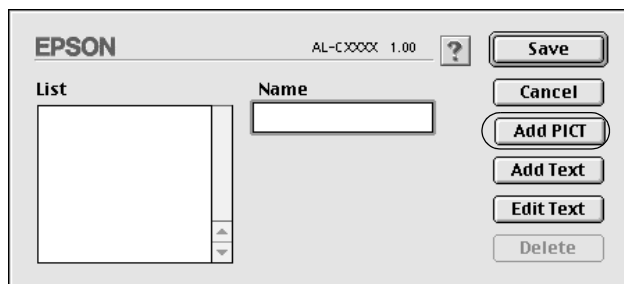 EPSON AL-CXXXX 1.00 ? Save
List Name Cancel
Add PICT
Add Text
Edit Text
Delete